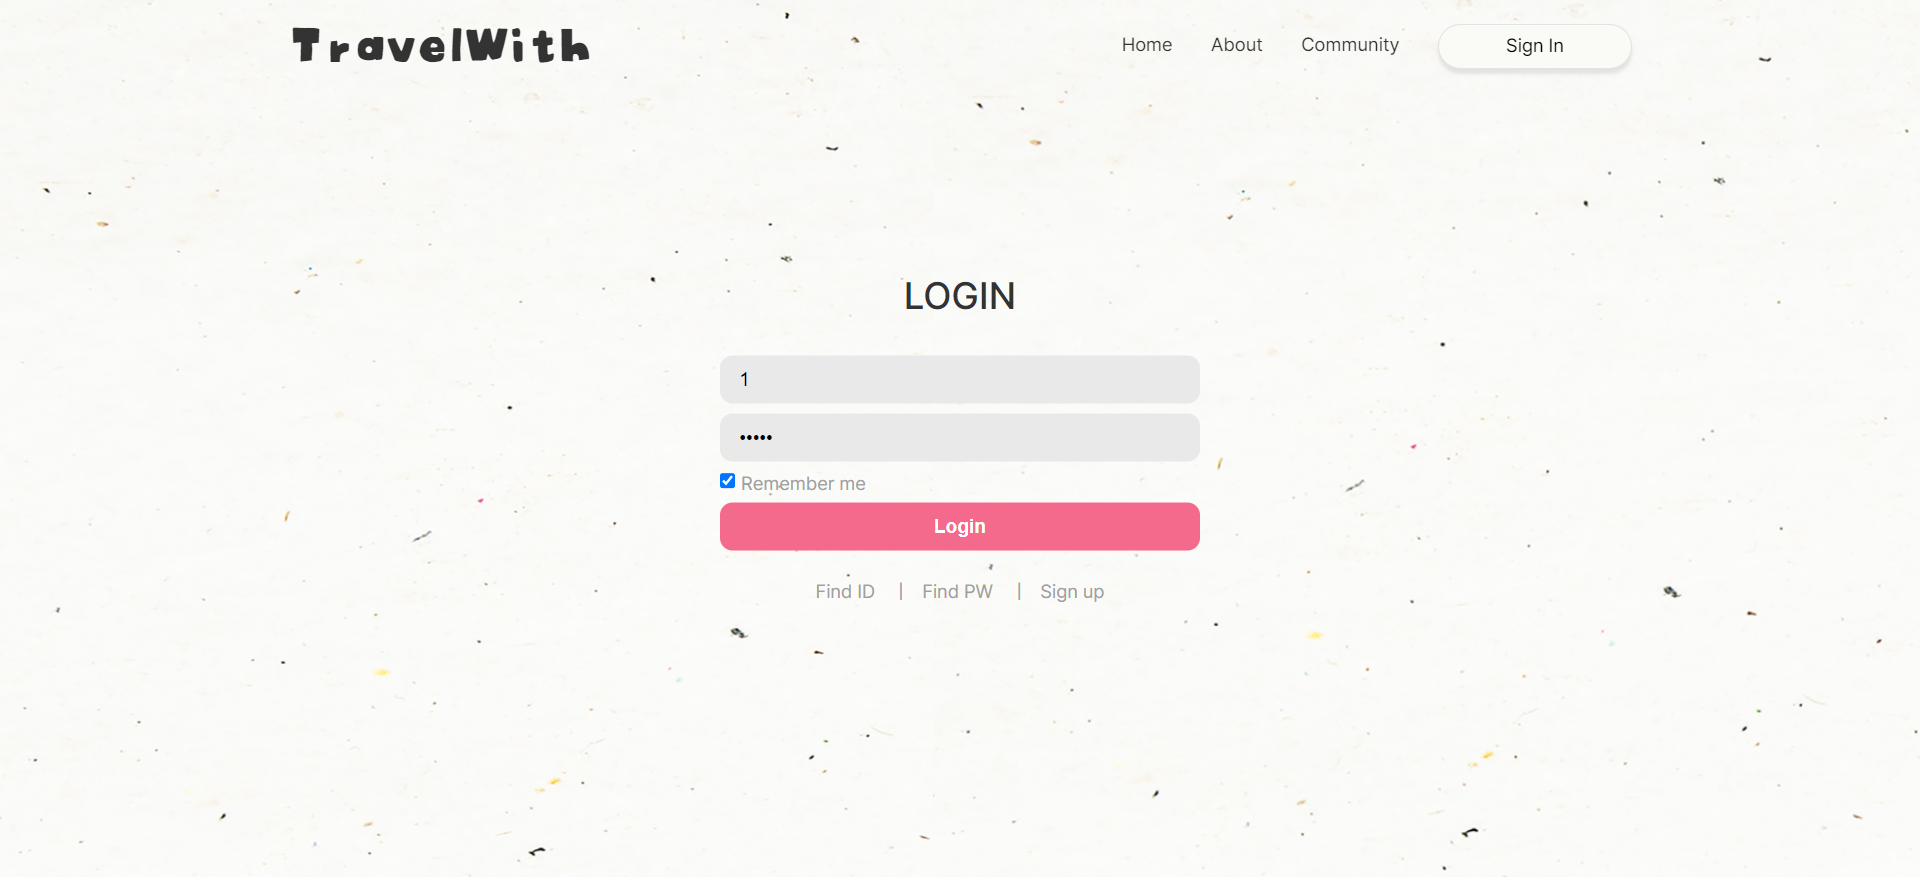 TravelWith
Home About Community Sign In
LOGIN
1
•••••
Remember me
Login
Find ID | Find PW | Sign up